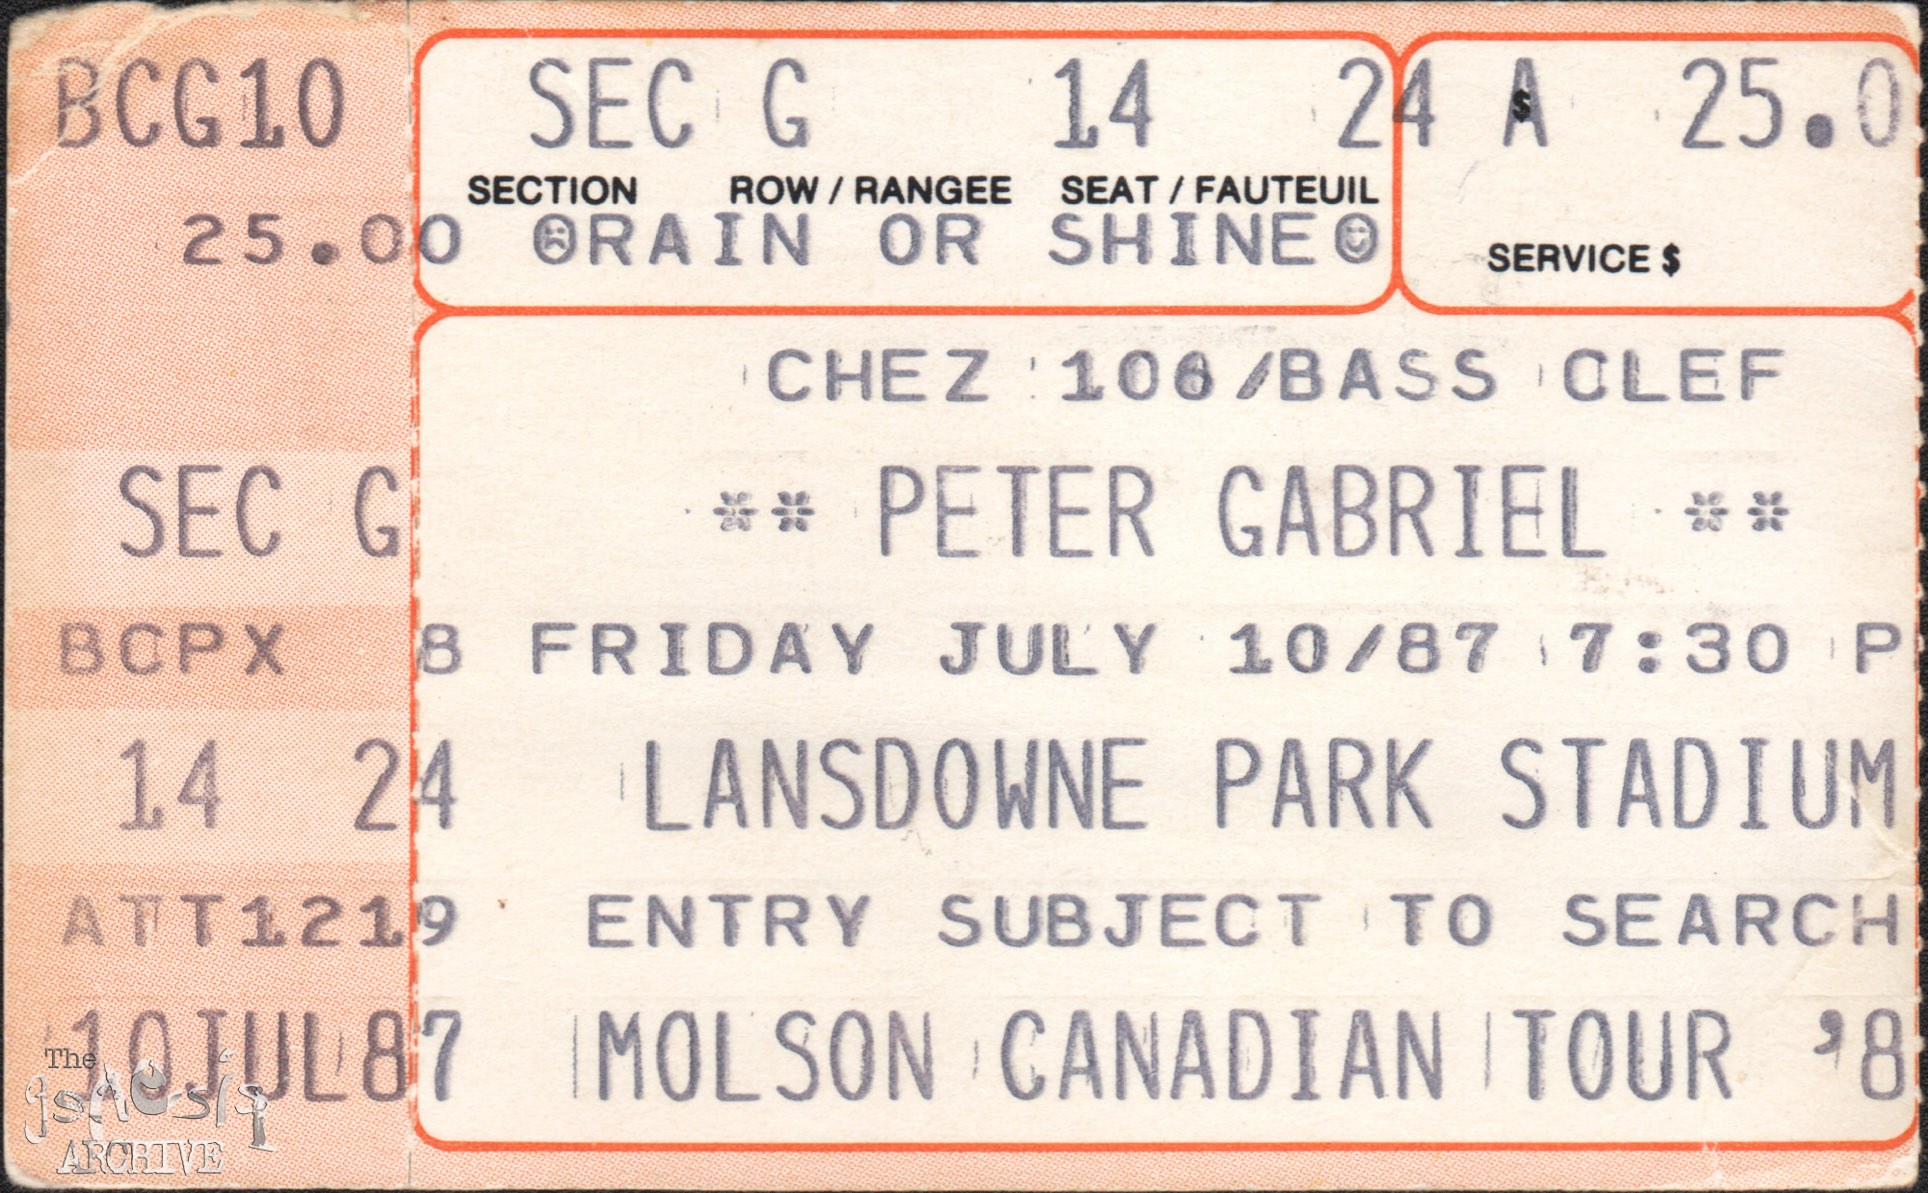 BCG10 SEC G 14 24 A $ 25.0
SECTION ROW / RANGEE SEAT / FAUTEUIL
25.00 ☹RAIN OR SHINE☺
SERVICE $
CHEZ 106/BASS CLEF
SEC G ** PETER GABRIEL **
BCPX 8 FRIDAY JULY 10/87 7:30 P
14 24 LANSDOWNE PARK STADIUM
ATT1219 ENTRY SUBJECT TO SEARCH
10JUL87 MOLSON CANADIAN TOUR '8
The
genesis
ARCHIVE